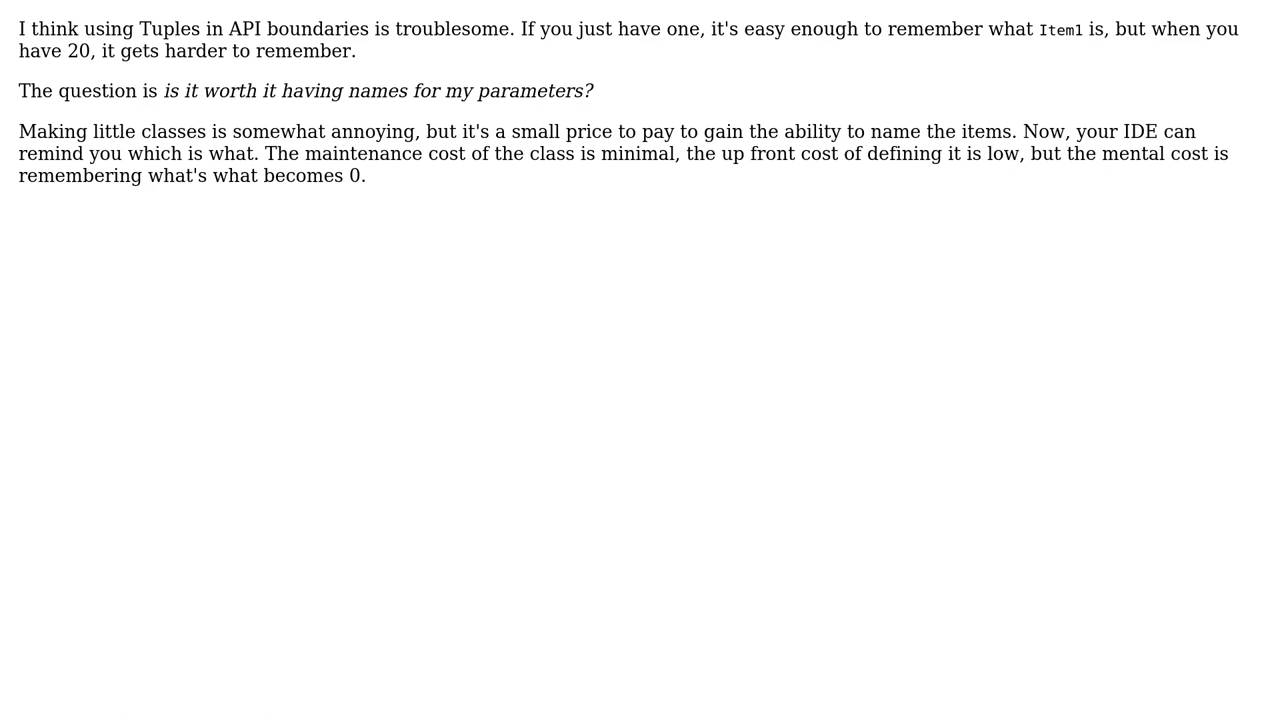 I think using Tuples in API boundaries is troublesome. If you just have one, it's easy enough to remember what Item1 is, but when you
have 20, it gets harder to remember.
The question is is it worth it having names for my parameters?
Making little classes is somewhat annoying, but it's a small price to pay to gain the ability to name the items. Now, your IDE can
remind you which is what. The maintenance cost of the class is minimal, the up front cost of defining it is low, but the mental cost is
remembering what's what becomes 0.